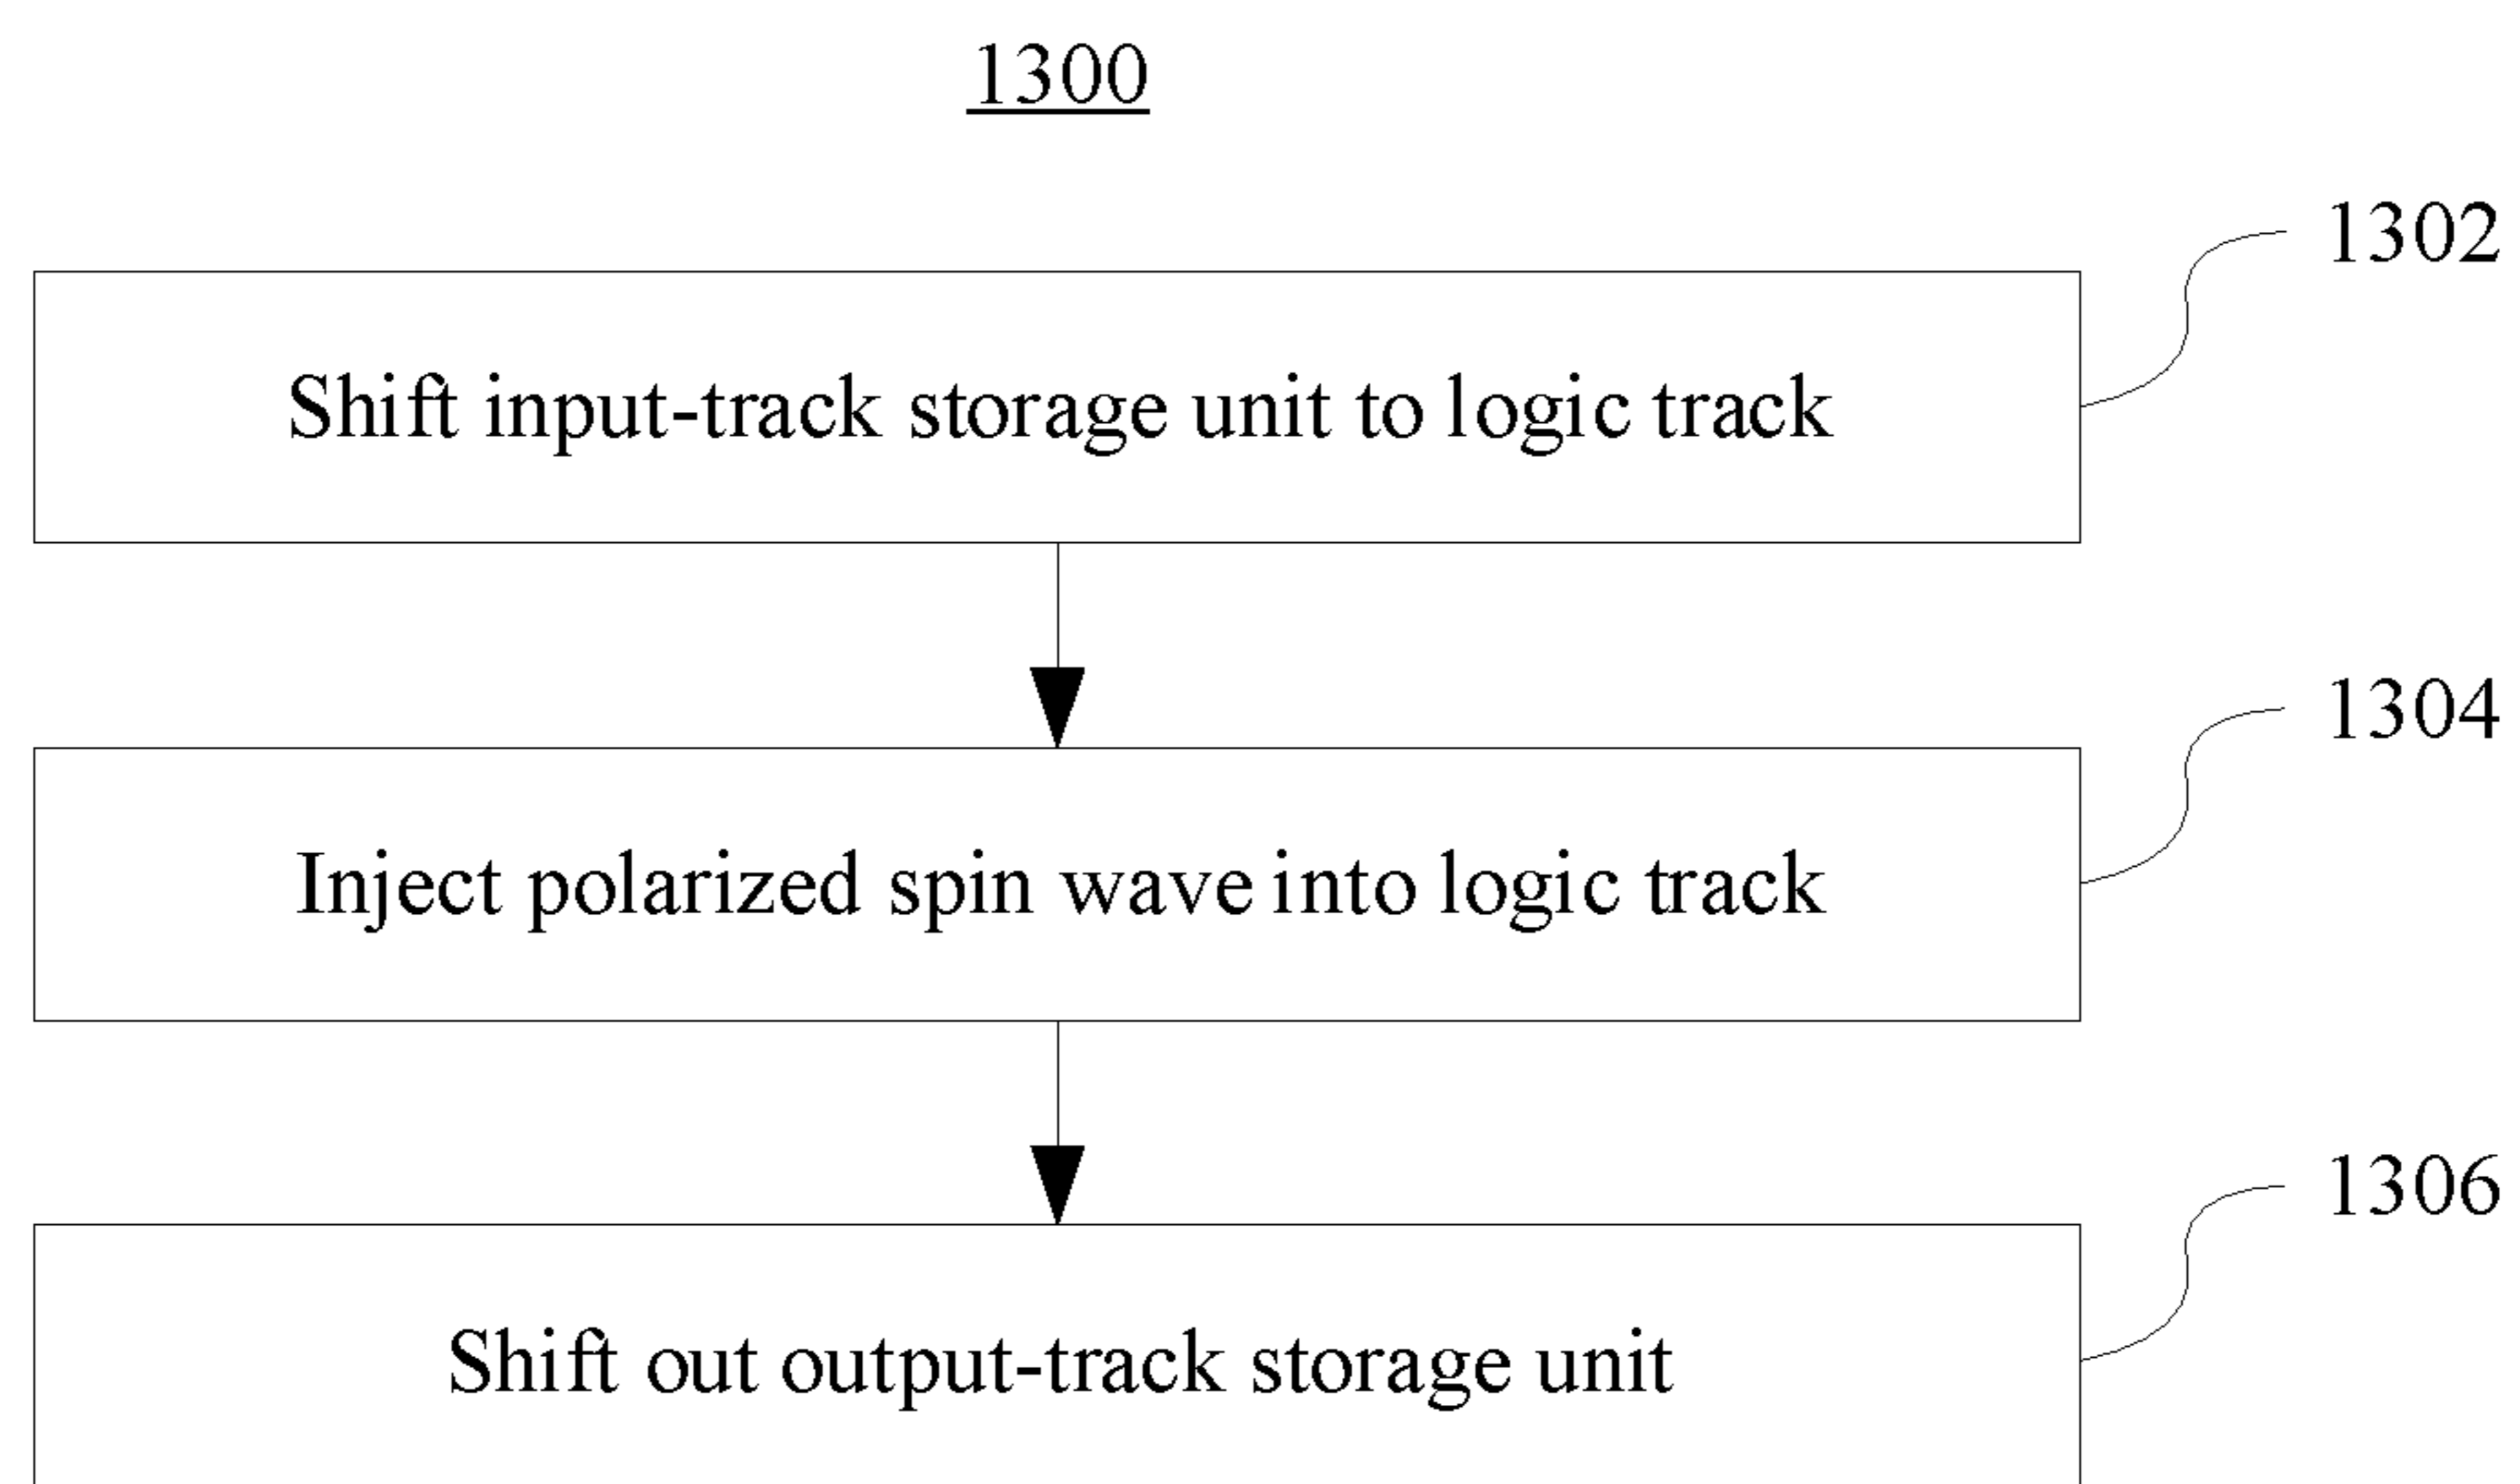 1300
1302
Shift input-track storage unit to logic track
1304
Inject polarized spin wave into logic track
1306
Shift out output-track storage unit